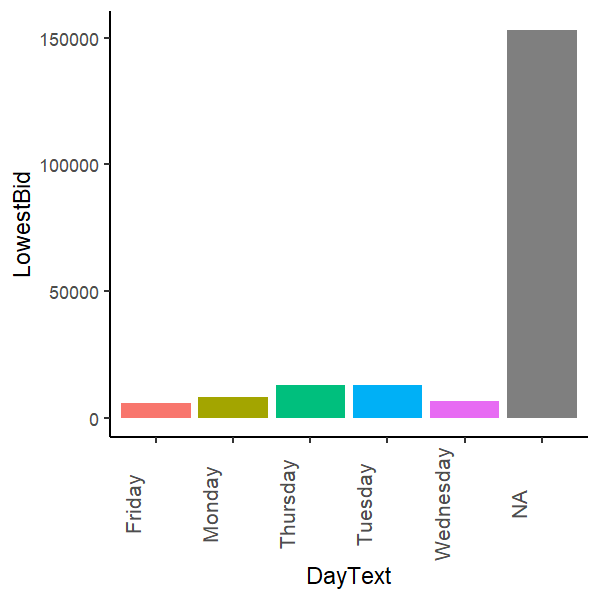 LowestBid
150000
100000
50000
0
Friday
Monday
Thursday
Tuesday
Wednesday
NA
DayText